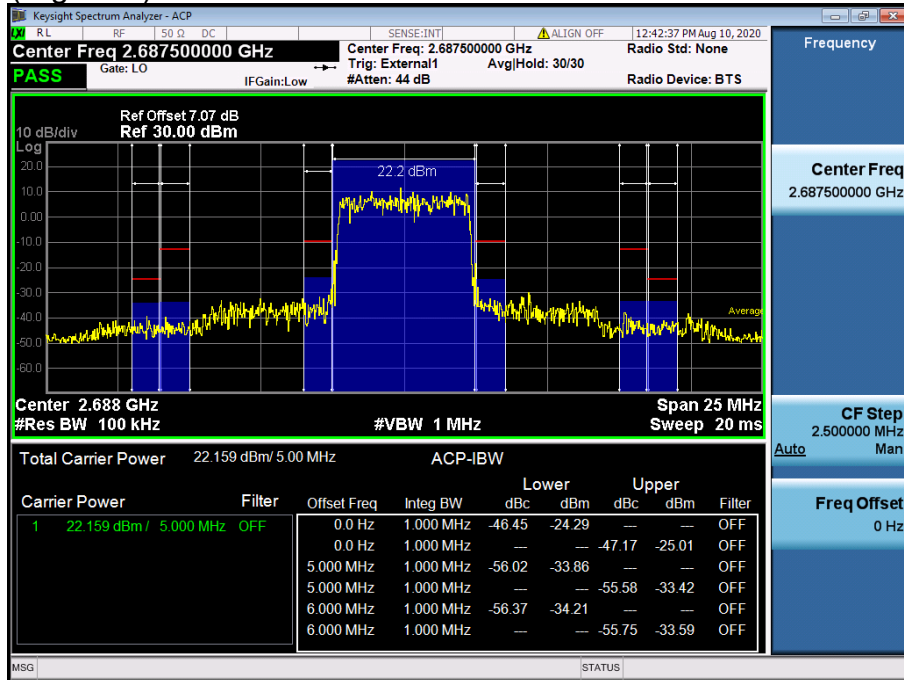 Keysight Spectrum Analyzer - ACP
RL RF 50 Ω DC SENSE:INT ALIGN OFF 12:42:37 PM Aug 10, 2020
Center Freq 2.687500000 GHz
Center Freq: 2.687500000 GHz Radio Std: None
Gate: LO Trig: External1 Avg|Hold: 30/30
PASS IFGain:Low #Atten: 44 dB Radio Device: BTS
Frequency
Ref Offset 7.07 dB
10 dB/div Ref 30.00 dBm
Log
20.0
22.2 dBm
10.0
0.00
-10.0
-20.0
-30.0
-40.0 Average
-50.0
-60.0
Center 2.688 GHz Span 25 MHz
#Res BW 100 kHz #VBW 1 MHz Sweep 20 ms
Center Freq
2.687500000 GHz
CF Step
2.500000 MHz
Auto Man
Freq Offset
0 Hz
Total Carrier Power 22.159 dBm/ 5.00 MHz ACP-IBW
Lower Upper
Carrier Power Filter Offset Freq Integ BW dBc dBm dBc dBm Filter
1 22.159 dBm / 5.000 MHz OFF 0.0 Hz 1.000 MHz -46.45 -24.29 --- --- OFF
0.0 Hz 1.000 MHz --- --- -47.17 -25.01 OFF
5.000 MHz 1.000 MHz -56.02 -33.86 --- --- OFF
5.000 MHz 1.000 MHz --- --- -55.58 -33.42 OFF
6.000 MHz 1.000 MHz -56.37 -34.21 --- --- OFF
6.000 MHz 1.000 MHz --- --- -55.75 -33.59 OFF
MSG STATUS